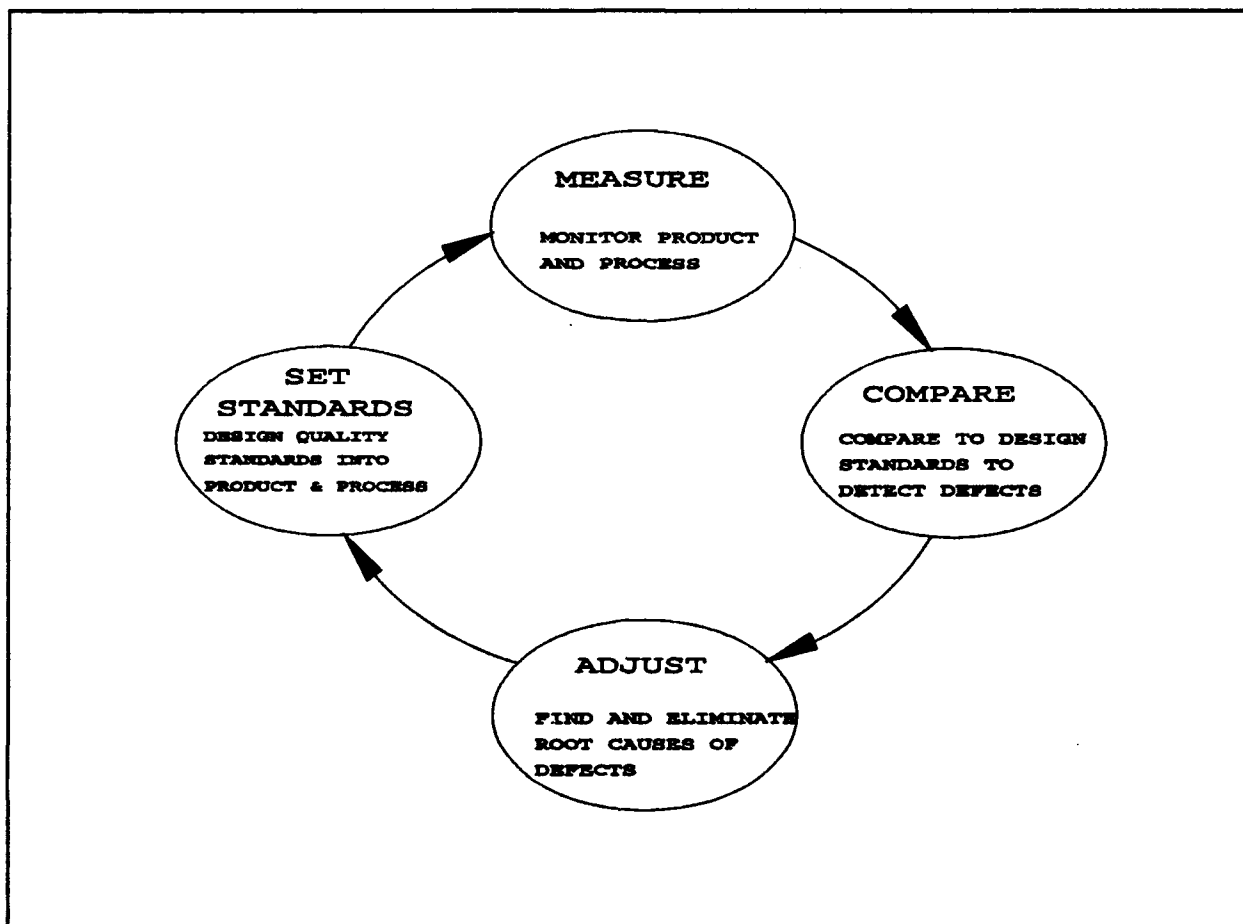 MEASURE
MONITOR PRODUCT
AND PROCESS
SET
STANDARDS
DESIGN QUALITY
STANDARDS INTO
PRODUCT & PROCESS
COMPARE
COMPARE TO DESIGN
STANDARDS TO
DETECT DEFECTS
ADJUST
FIND AND ELIMINATE
ROOT CAUSES OF
DEFECTS